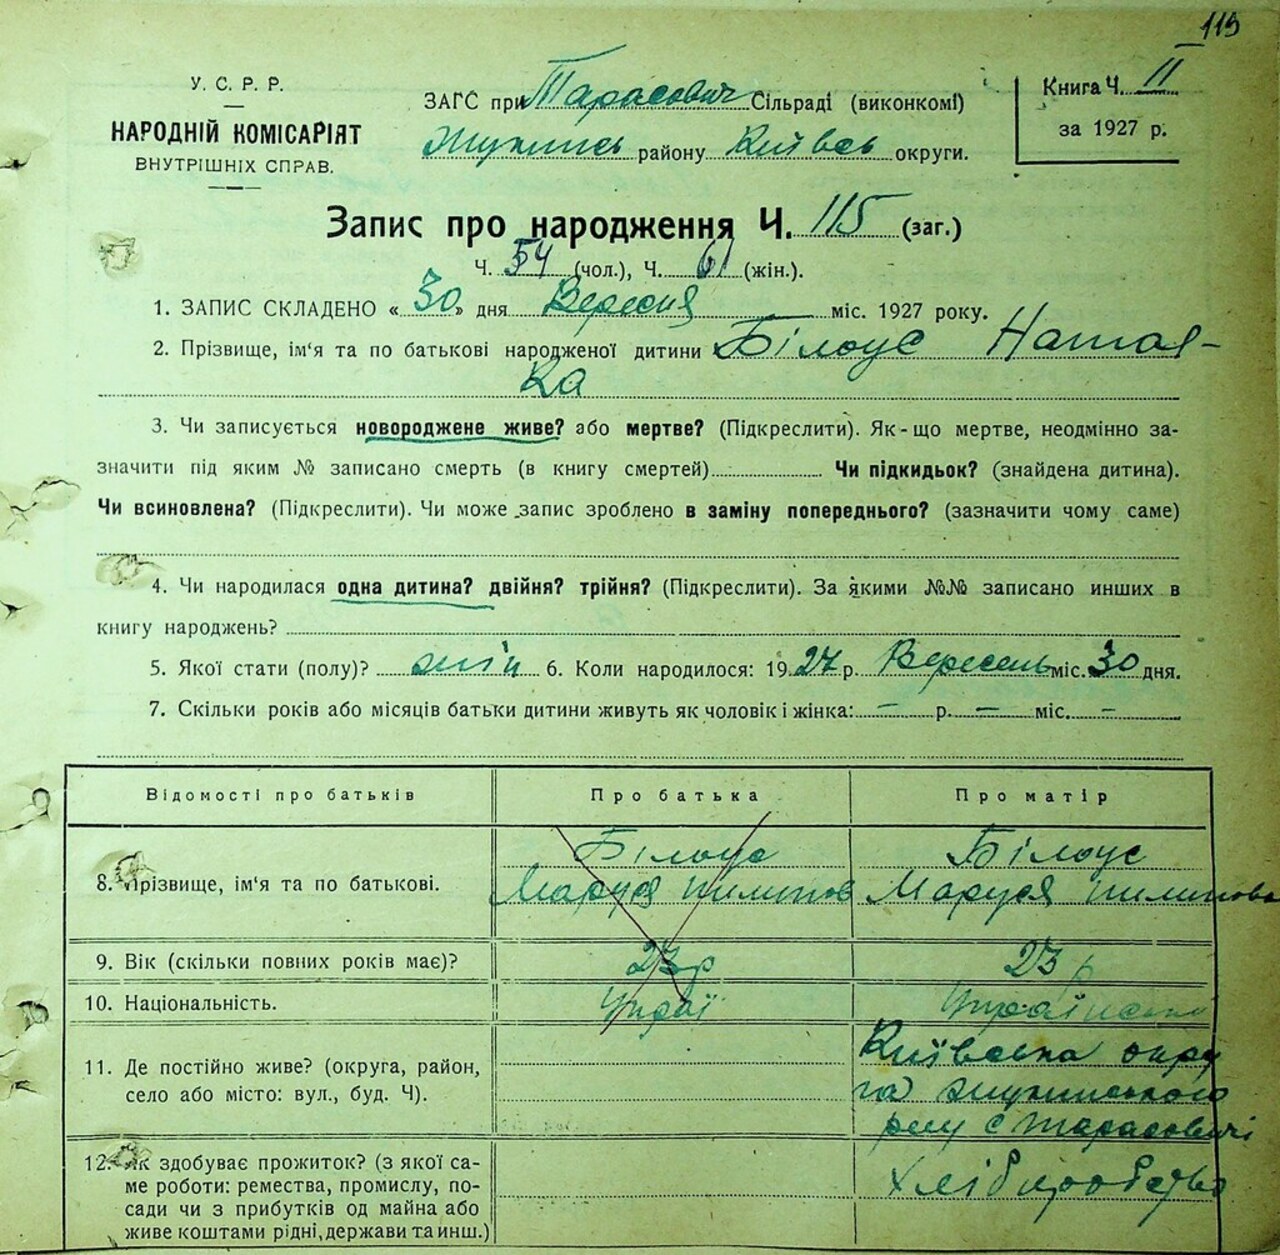 119
У. С. Р. Р.
НАРОДНІЙ КОМІСАРІЯТ
ВНУТРІШНІХ СПРАВ.
ЗАГС при Тарасович Сільраді (виконкомі)
Жукинсь району Київсь округи.
Книга Ч. II
за 1927 р.
Запис про народження Ч. 115 (заг.)
Ч. 54 (чол.), Ч. 61 (жін.).
1. ЗАПИС СКЛАДЕНО «30» дня Вересня міс. 1927 року.
2. Прізвище, ім'я та по батькові народженої дитини Білоус Натал-
ка
3. Чи записується новороджене живе? або мертве? (Підкреслити). Як-що мертве, неодмінно за-
значити під яким № записано смерть (в книгу смертей) Чи підкидьок? (знайдена дитина).
Чи всиновлена? (Підкреслити). Чи може запис зроблено в заміну попереднього? (зазначити чому саме)
4. Чи народилася одна дитина? двійня? трійня? (Підкреслити). За якими №№ записано инших в
книгу народжень?
5. Якої стати (полу)? жін 6. Коли народилося: 1927 р. Вересень міс. 30 дня.
7. Скільки років або місяців батьки дитини живуть як чоловік і жінка: — р. — міс. —
Відомості про батьків Про батька Про матір
8. Прізвище, ім'я та по батькові.
Білоус
Маруся Пилипов
Білоус
Маруся Пилипова
9. Вік (скільки повних років має)? 23 р 23 р
10. Національність. Украї Українська
11. Де постійно живе? (округа, район,
село або місто: вул., буд. Ч).
Київська окру
га Жукинського
рну с Тарасовичі
12. Як здобуває прожиток? (з якої са-
ме роботи: ремества, промислу, по-
сади чи з прибутків од майна або
живе коштами рідні, держави та инш.)
Хліборобство